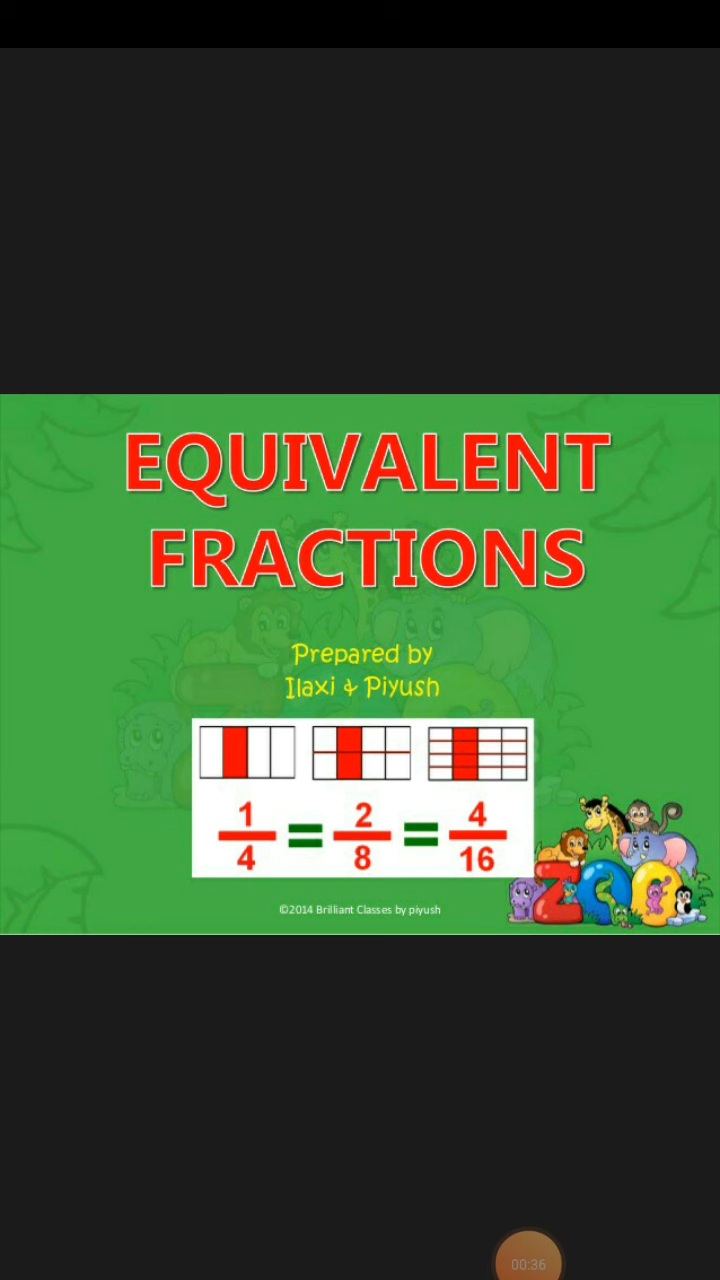 EQUIVALENT
FRACTIONS
Prepared by
Ilaxi & Piyush
1/4 = 2/8 = 4/16
©2014 Brilliant Classes by piyush
ZOO
00:36